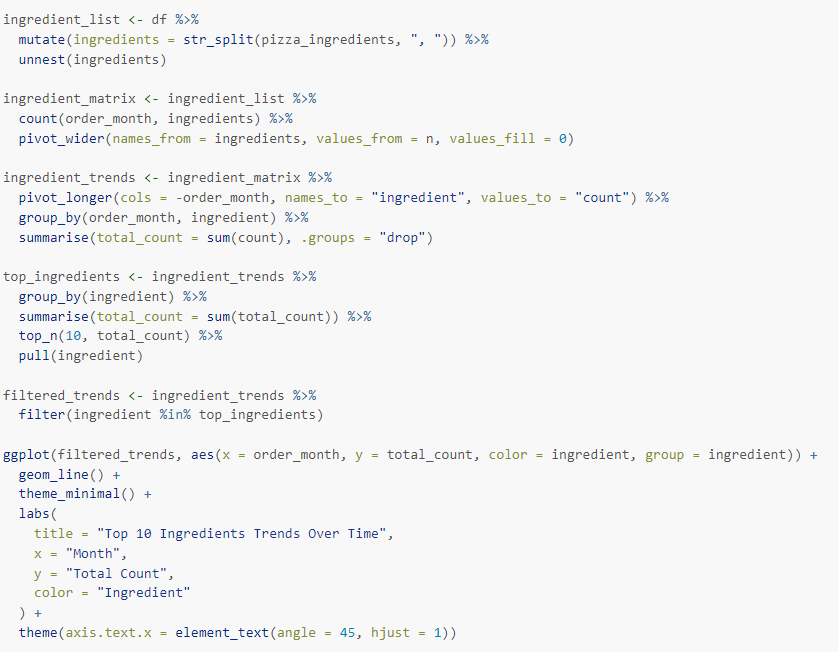 ingredient_list <- df %>%
  mutate(ingredients = str_split(pizza_ingredients, ", ")) %>%
  unnest(ingredients)

ingredient_matrix <- ingredient_list %>%
  count(order_month, ingredients) %>%
  pivot_wider(names_from = ingredients, values_from = n, values_fill = 0)

ingredient_trends <- ingredient_matrix %>%
  pivot_longer(cols = -order_month, names_to = "ingredient", values_to = "count") %>%
  group_by(order_month, ingredient) %>%
  summarise(total_count = sum(count), .groups = "drop")

top_ingredients <- ingredient_trends %>%
  group_by(ingredient) %>%
  summarise(total_count = sum(total_count)) %>%
  top_n(10, total_count) %>%
  pull(ingredient)

filtered_trends <- ingredient_trends %>%
  filter(ingredient %in% top_ingredients)

ggplot(filtered_trends, aes(x = order_month, y = total_count, color = ingredient, group = ingredient)) +
  geom_line() +
  theme_minimal() +
  labs(
    title = "Top 10 Ingredients Trends Over Time",
    x = "Month",
    y = "Total Count",
    color = "Ingredient"
  ) +
  theme(axis.text.x = element_text(angle = 45, hjust = 1))